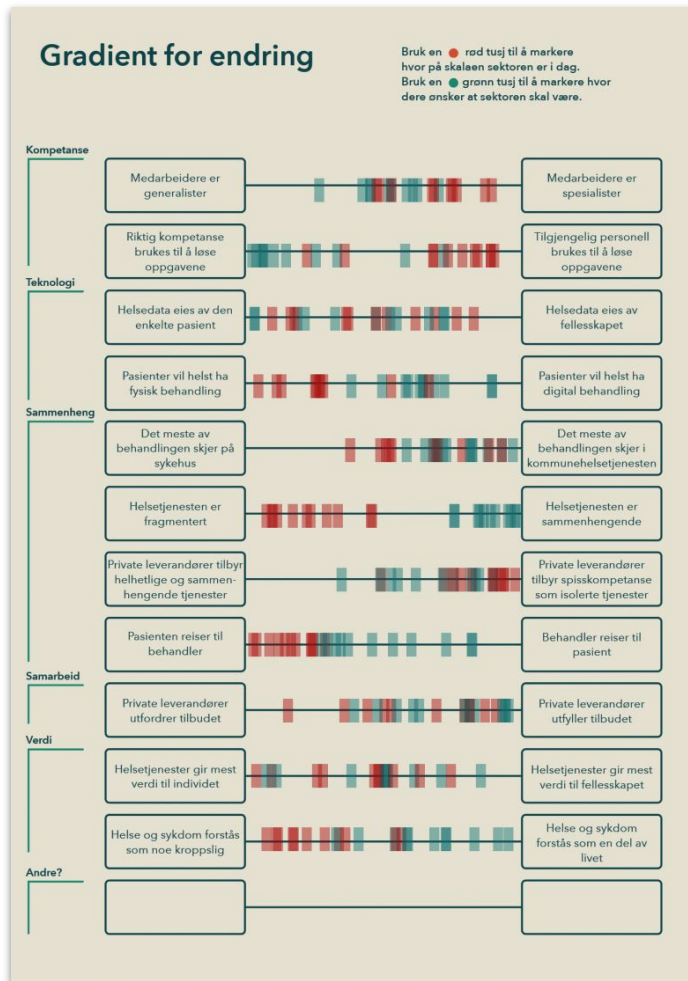 Gradient for endring
Bruk en rød tusj til å markere
hvor på skalaen sektoren er i dag.
Bruk en grønn tusj til å markere hvor
dere ønsker at sektoren skal være.
Kompetanse
Medarbeidere er
generalister
Medarbeidere er
spesialister
Riktig kompetanse
brukes til å løse
oppgavene
Tilgjengelig personell
brukes til å løse
oppgavene
Teknologi
Helsedata eies av den
enkelte pasient
Helsedata eies av
fellesskapet
Pasienter vil helst ha
fysisk behandling
Pasienter vil helst ha
digital behandling
Sammenheng
Det meste av
behandlingen skjer på
sykehus
Det meste av
behandlingen skjer i
kommunehelsetjenesten
Helsetjenesten er
fragmentert
Helsetjenesten er
sammenhengende
Private leverandører tilbyr
helhetlige og sammen-
hengende tjenester
Private leverandører
tilbyr spisskompetanse
som isolerte tjenester
Pasienten reiser til
behandler
Behandler reiser til
pasient
Samarbeid
Private leverandører
utfordrer tilbudet
Private leverandører
utfyller tilbudet
Verdi
Helsetjenester gir mest
verdi til individet
Helsetjenester gir mest
verdi til fellesskapet
Helse og sykdom forstås
som noe kroppslig
Helse og sykdom
forstås som en del av
livet
Andre?